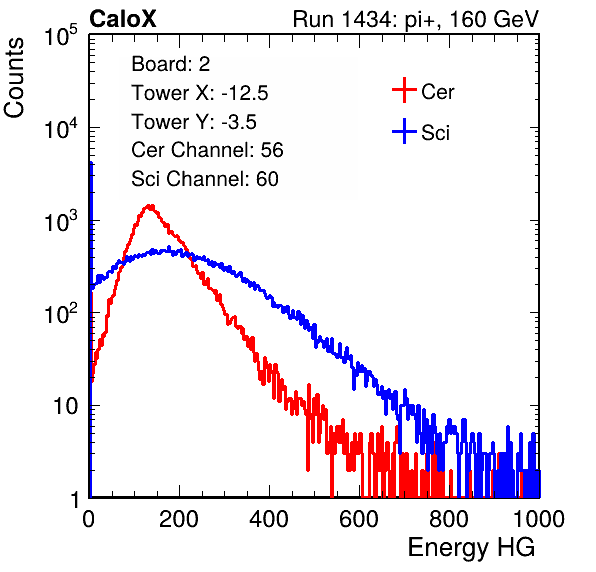 CaloX Run 1434: pi+, 160 GeV
Counts
Board: 2
Tower X: -12.5
Tower Y: -3.5
Cer Channel: 56
Sci Channel: 60
Cer
Sci
10^5
10^4
10^3
10^2
10
1
0 200 400 600 800 1000
Energy HG